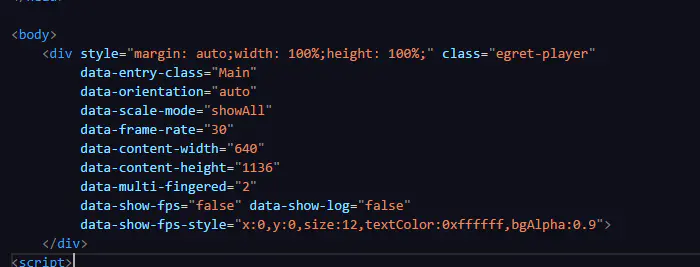 <body>
<div style="margin: auto;width: 100%;height: 100%;" class="egret-player"
data-entry-class="Main"
data-orientation="auto"
data-scale-mode="showAll"
data-frame-rate="30"
data-content-width="640"
data-content-height="1136"
data-multi-fingered="2"
data-show-fps="false" data-show-log="false"
data-show-fps-style="x:0,y:0,size:12,textColor:0xffffff,bgAlpha:0.9">
</div>
<script>